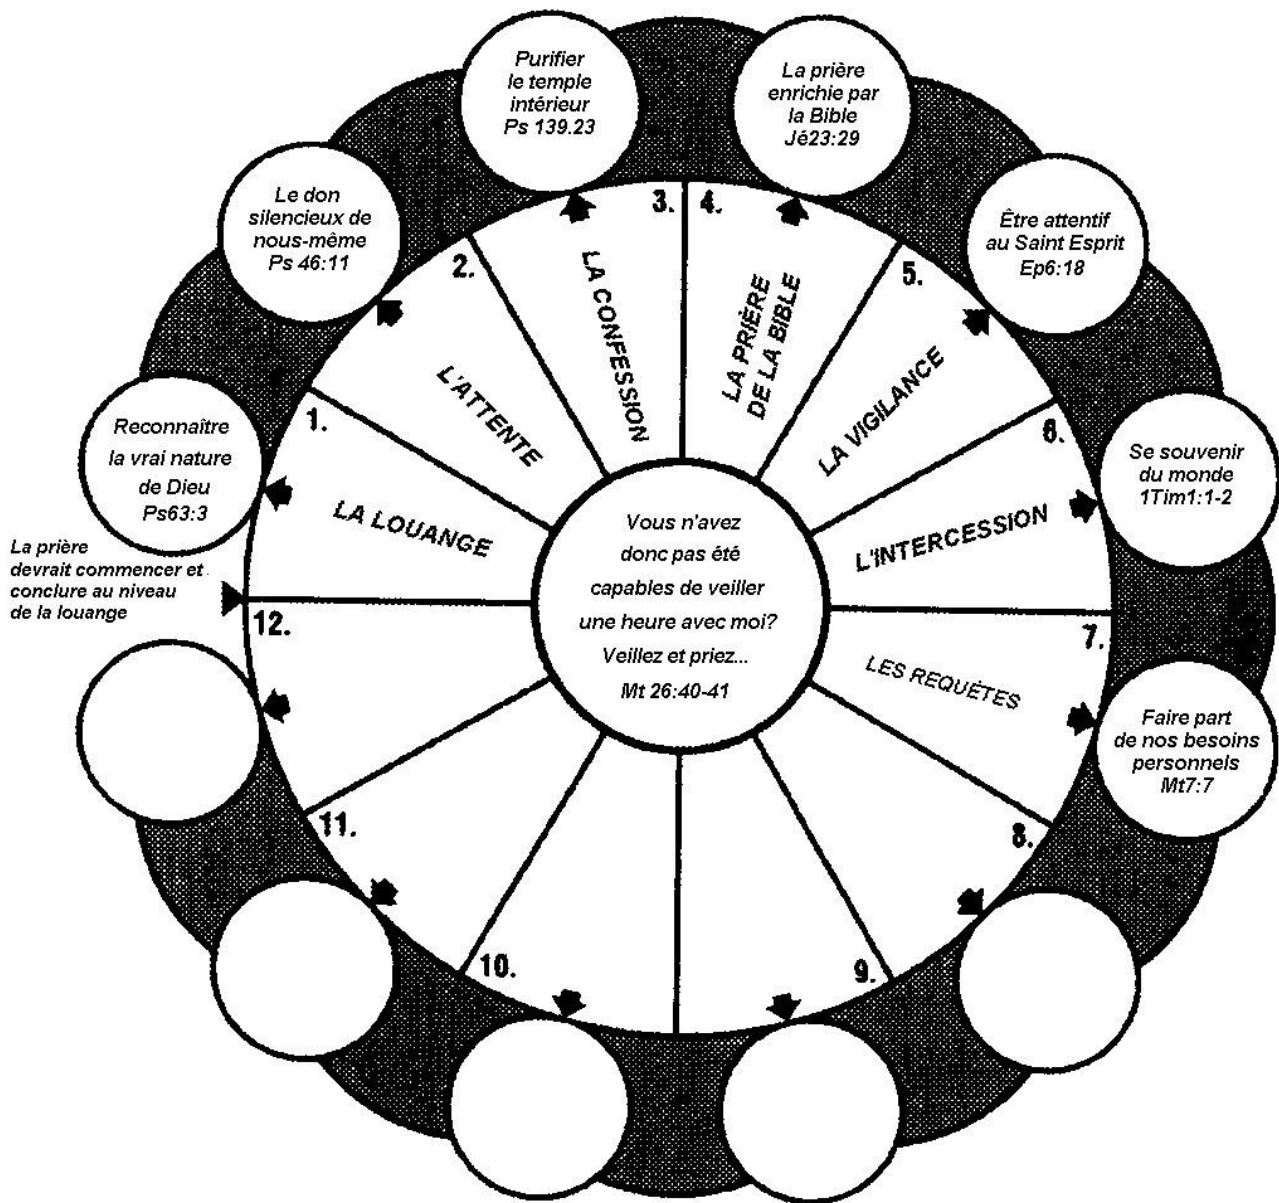 Purifier
le temple
intérieur
Ps 139.23
La prière
enrichie par
la Bible
Jé23:29
Le don
silencieux de
nous-même
Ps 46:11
Être attentif
au Saint Esprit
Ep6:18
Reconnaître
la vrai nature
de Dieu
Ps63:3
Se souvenir
du monde
1Tim1:1-2
La prière
devrait commencer et
conclure au niveau
de la louange
Faire part
de nos besoins
personnels
Mt7:7
1.
LA LOUANGE
2.
L'ATTENTE
3.
LA CONFESSION
4.
LA PRIÈRE
DE LA BIBLE
5.
LA VIGILANCE
6.
L'INTERCESSION
7.
LES REQUÊTES
8.
9.
10.
11.
12.
Vous n'avez
donc pas été
capables de veiller
une heure avec moi?
Veillez et priez...
Mt 26:40-41